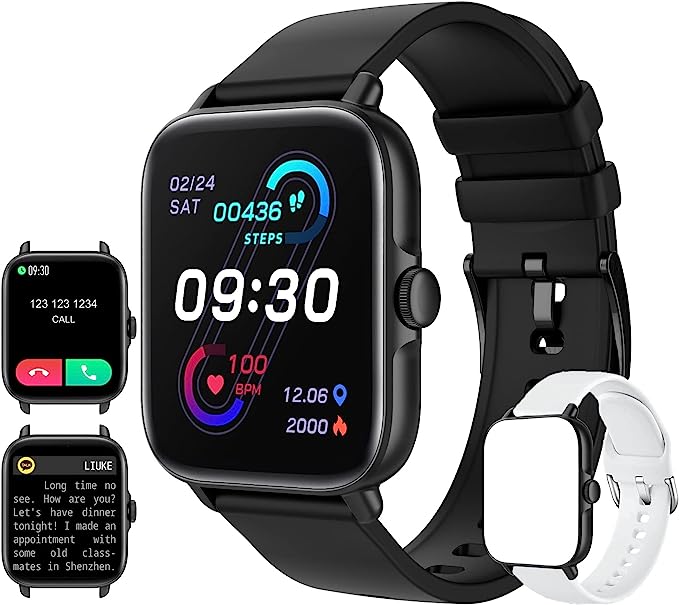 02/24
SAT
00436
STEPS
09:30
100
BPM
12.06
2000
09:30
123 123 1234
CALL
TALK
LIUKE
Long time no
see. How are you?
Let's have dinner
tonight! I made an
appointment with
some old class-
mates in Shenzhen.